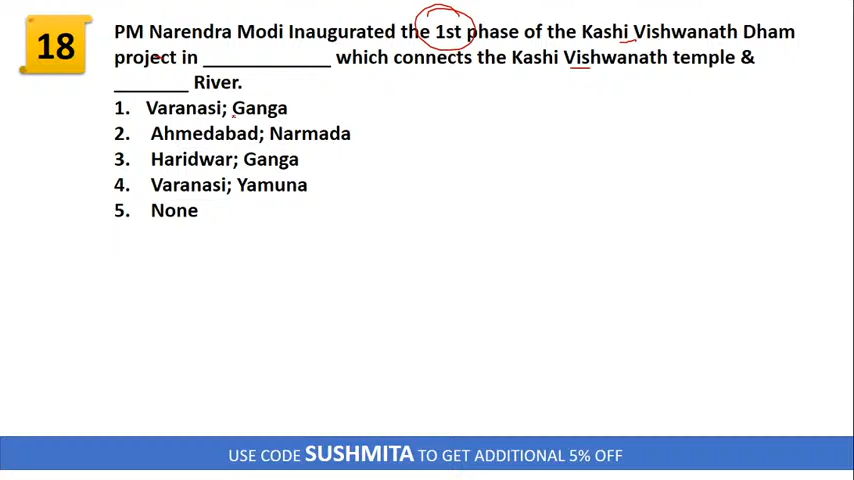 18
PM Narendra Modi Inaugurated the 1st phase of the Kashi Vishwanath Dham
project in ____________ which connects the Kashi Vishwanath temple &
_______ River.
1. Varanasi; Ganga
2. Ahmedabad; Narmada
3. Haridwar; Ganga
4. Varanasi; Yamuna
5. None
USE CODE SUSHMITA TO GET ADDITIONAL 5% OFF